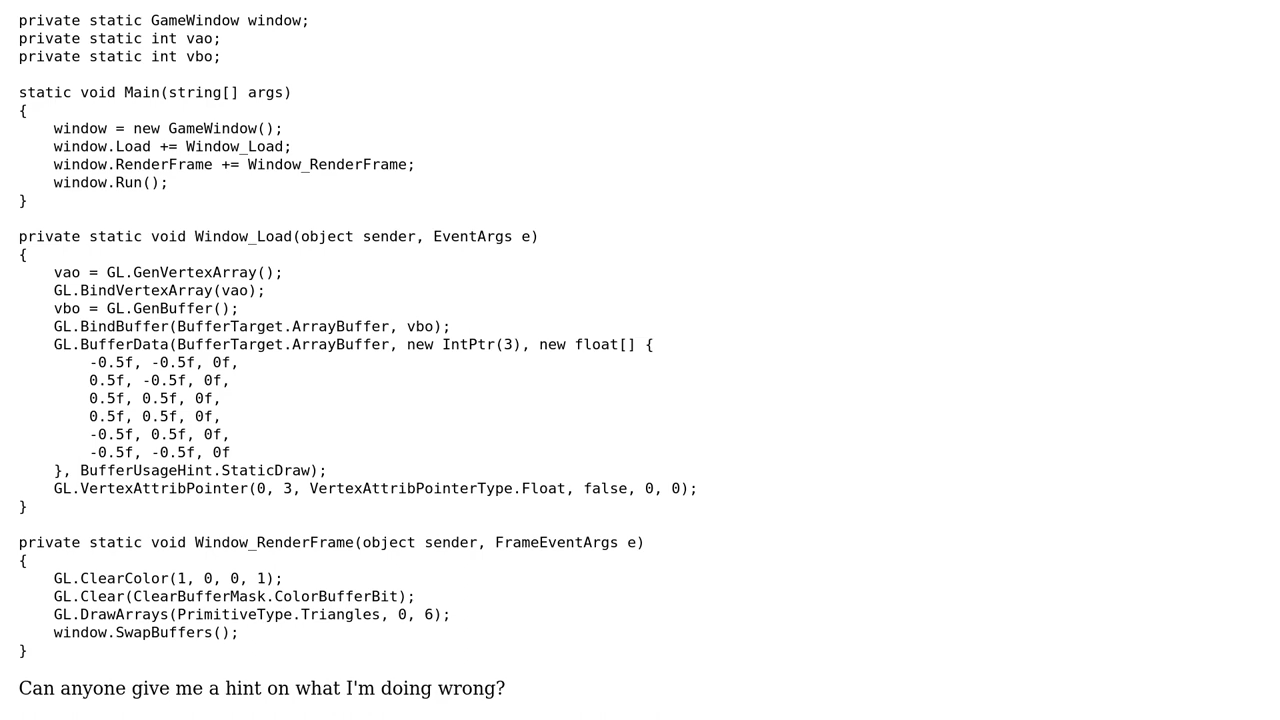 private static GameWindow window;
private static int vao;
private static int vbo;
static void Main(string[] args)
{
    window = new GameWindow();
    window.Load += Window_Load;
    window.RenderFrame += Window_RenderFrame;
    window.Run();
}
private static void Window_Load(object sender, EventArgs e)
{
    vao = GL.GenVertexArray();
    GL.BindVertexArray(vao);
    vbo = GL.GenBuffer();
    GL.BindBuffer(BufferTarget.ArrayBuffer, vbo);
    GL.BufferData(BufferTarget.ArrayBuffer, new IntPtr(3), new float[] {
        -0.5f, -0.5f, 0f,
        0.5f, -0.5f, 0f,
        0.5f, 0.5f, 0f,
        0.5f, 0.5f, 0f,
        -0.5f, 0.5f, 0f,
        -0.5f, -0.5f, 0f
    }, BufferUsageHint.StaticDraw);
    GL.VertexAttribPointer(0, 3, VertexAttribPointerType.Float, false, 0, 0);
}
private static void Window_RenderFrame(object sender, FrameEventArgs e)
{
    GL.ClearColor(1, 0, 0, 1);
    GL.Clear(ClearBufferMask.ColorBufferBit);
    GL.DrawArrays(PrimitiveType.Triangles, 0, 6);
    window.SwapBuffers();
}
Can anyone give me a hint on what I'm doing wrong?